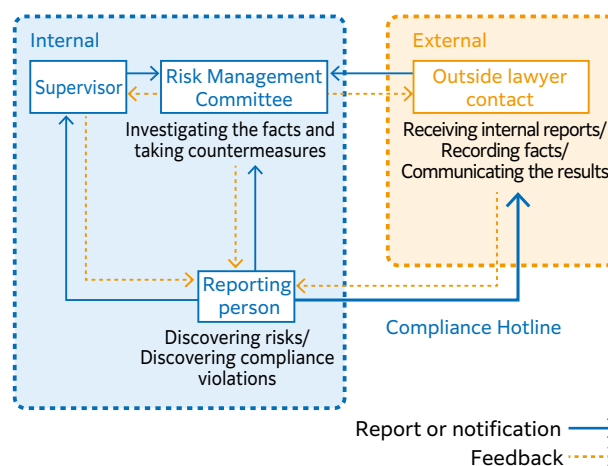 Internal
External
Supervisor
Risk Management
Committee
Outside lawyer
contact
Investigating the facts and
taking countermeasures
Receiving internal reports/
Recording facts/
Communicating the results
Reporting
person
Discovering risks/
Discovering compliance
violations
Compliance Hotline
Report or notification
Feedback